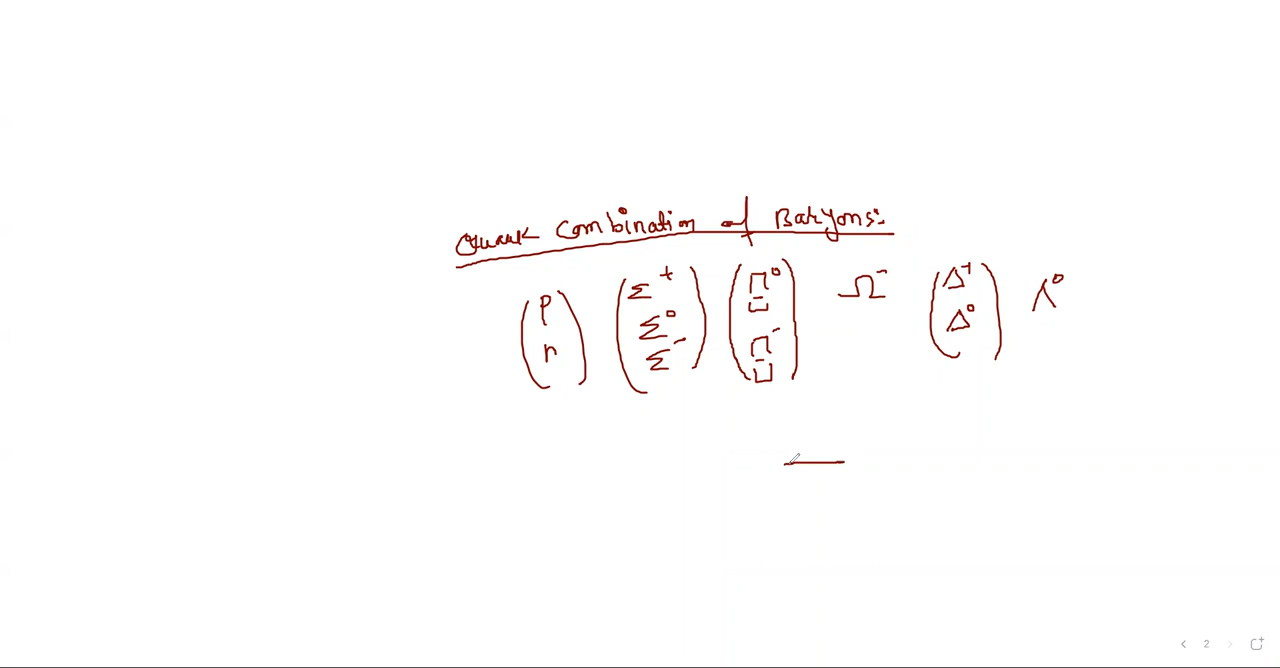 Quark Combination of Baryons:
(p n) (Σ⁺ Σ⁰ Σ⁻) (Ξ⁰ Ξ⁻) Ω⁻ (Δ⁺ Δ⁰) Λ⁰
2